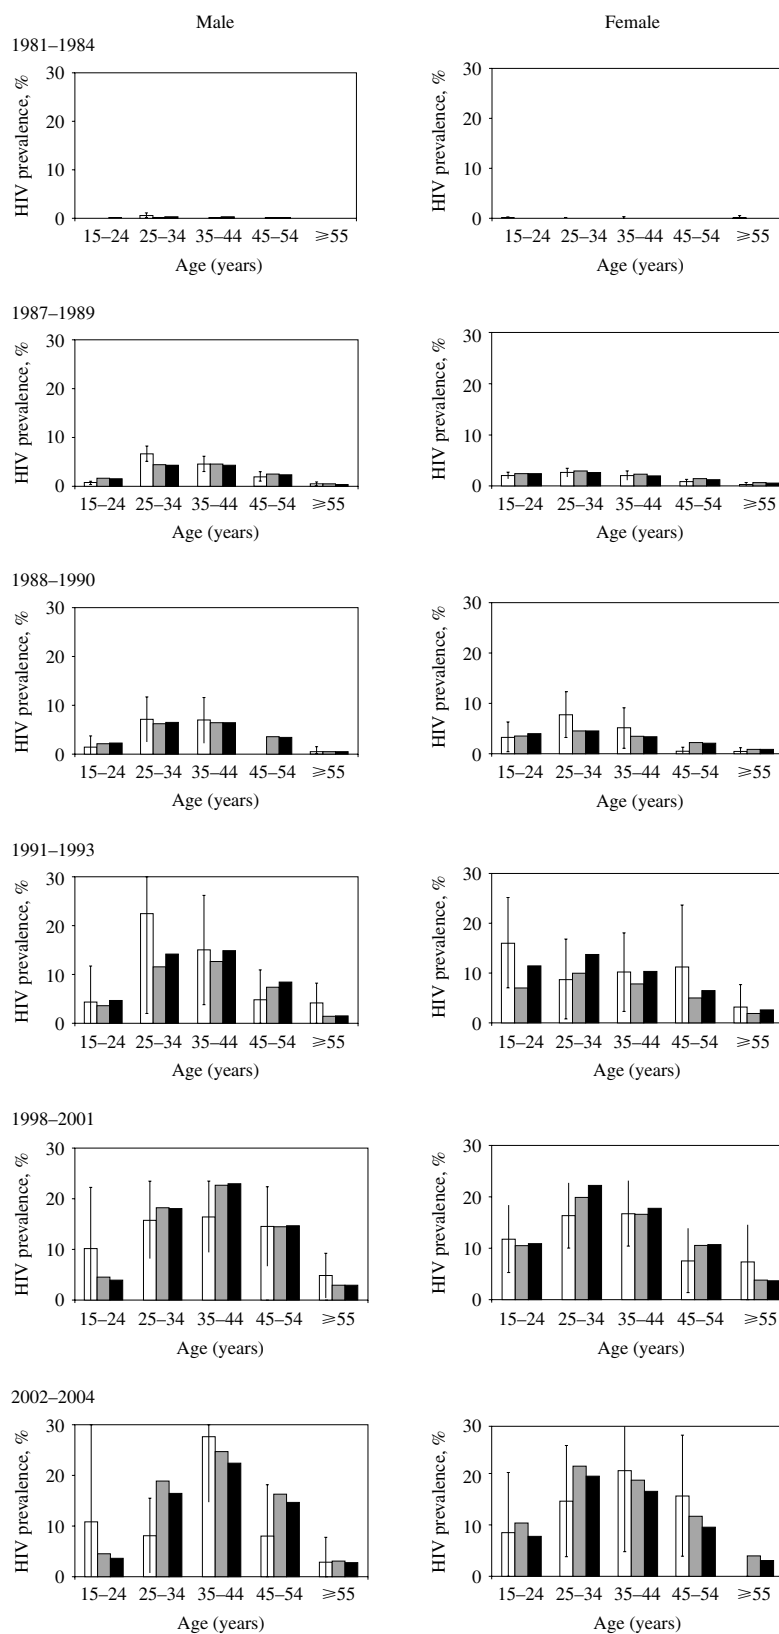 Male Female
1981–1984
HIV prevalence, % HIV prevalence, %
30 30
20 20
10 10
0 0
15–24 25–34 35–44 45–54 ⩾55 15–24 25–34 35–44 45–54 ⩾55
Age (years) Age (years)
1987–1989
HIV prevalence, % HIV prevalence, %
30 30
20 20
10 10
0 0
15–24 25–34 35–44 45–54 ⩾55 15–24 25–34 35–44 45–54 ⩾55
Age (years) Age (years)
1988–1990
HIV prevalence, % HIV prevalence, %
30 30
20 20
10 10
0 0
15–24 25–34 35–44 45–54 ⩾55 15–24 25–34 35–44 45–54 ⩾55
Age (years) Age (years)
1991–1993
HIV prevalence, % HIV prevalence, %
30 30
20 20
10 10
0 0
15–24 25–34 35–44 45–54 ⩾55 15–24 25–34 35–44 45–54 ⩾55
Age (years) Age (years)
1998–2001
HIV prevalence, % HIV prevalence, %
30 30
20 20
10 10
0 0
15–24 25–34 35–44 45–54 ⩾55 15–24 25–34 35–44 45–54 ⩾55
Age (years) Age (years)
2002–2004
HIV prevalence, % HIV prevalence, %
30 30
20 20
10 10
0 0
15–24 25–34 35–44 45–54 ⩾55 15–24 25–34 35–44 45–54 ⩾55
Age (years) Age (years)